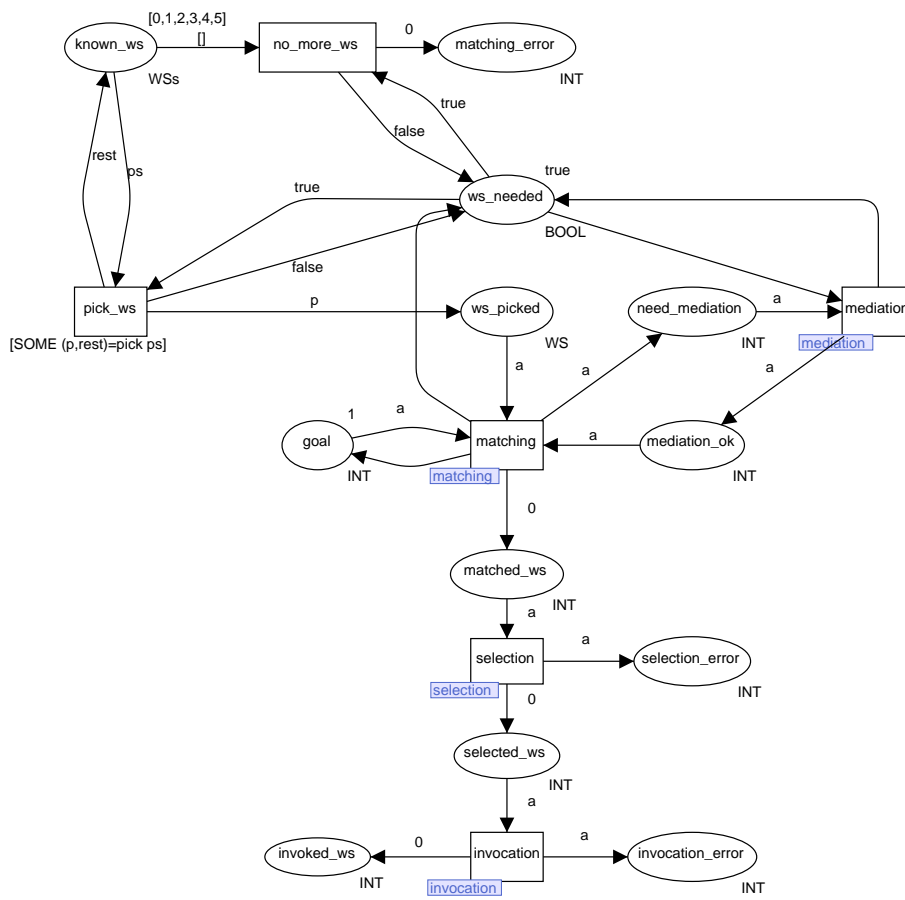 [0,1,2,3,4,5]
known_ws
[]
no_more_ws
0
matching_error
WSs
INT
true
false
rest
ps
true
true
ws_needed
BOOL
false
pick_ws
p
ws_picked
need_mediation
a
mediation
[SOME (p,rest)=pick ps]
WS
INT
mediation
a
a
a
1
a
goal
matching
a
mediation_ok
INT
matching
INT
0
matched_ws
INT
a
selection
a
selection_error
selection
0
INT
selected_ws
INT
a
invoked_ws
0
invocation
a
invocation_error
INT
invocation
INT